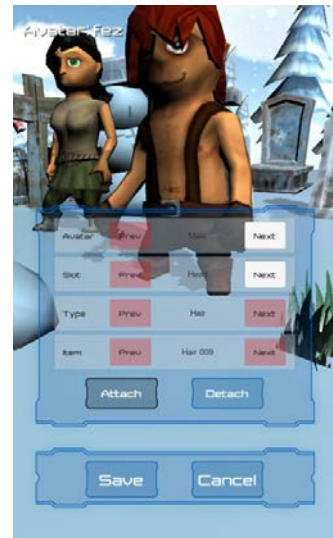 Avatar: fez
Avatar Prev Male Next
Slot Prev Head Next
Type Prev Hair Next
Item Prev Hair 009 Next
Attach Detach
Save Cancel